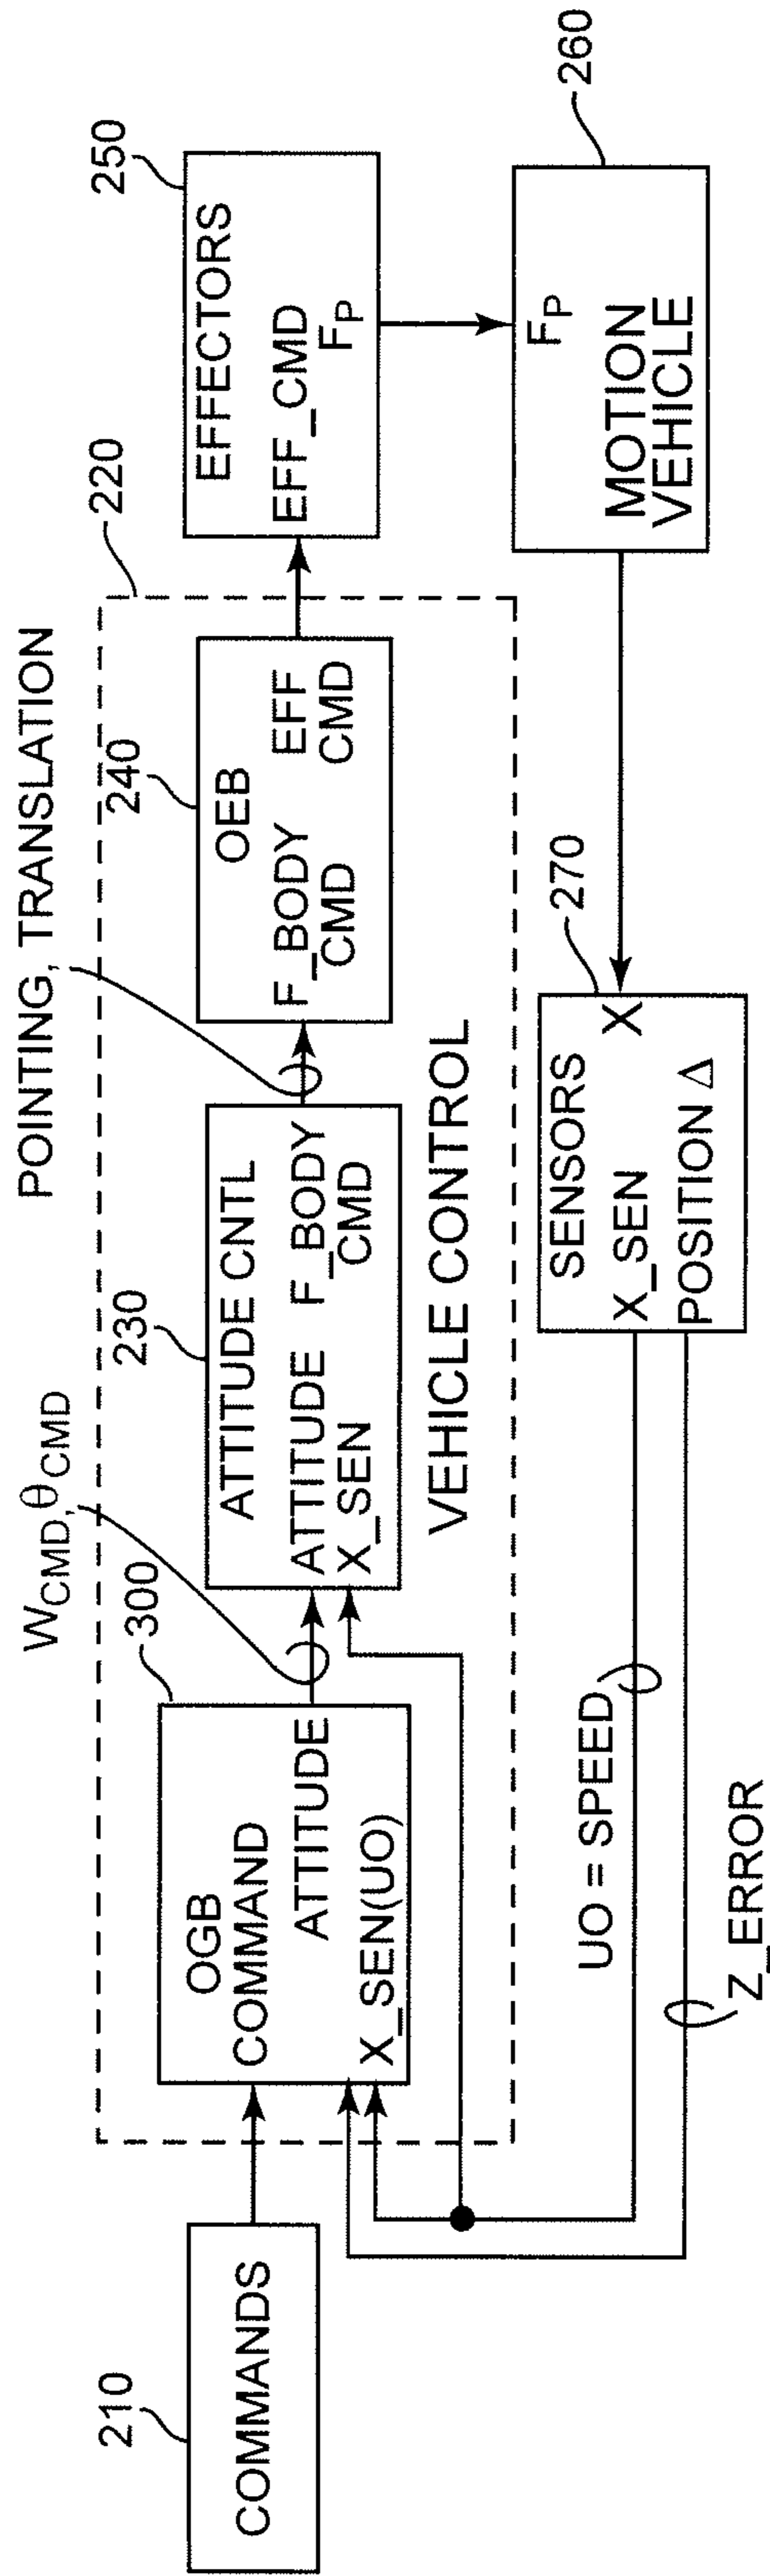 210
COMMANDS
220
VEHICLE CONTROL
300
OGB
COMMAND
ATTITUDE
X_SEN(UO)
W_CMD,θ_CMD
230
ATTITUDE CNTL
ATTITUDE F_BODY
X_SEN CMD
POINTING, TRANSLATION
240
OEB
F_BODY EFF
CMD CMD
250
EFFECTORS
EFF_CMD
F_P
260
F_P
MOTION
VEHICLE
270
SENSORS
X_SEN X
POSITION Δ
UO = SPEED
Z_ERROR